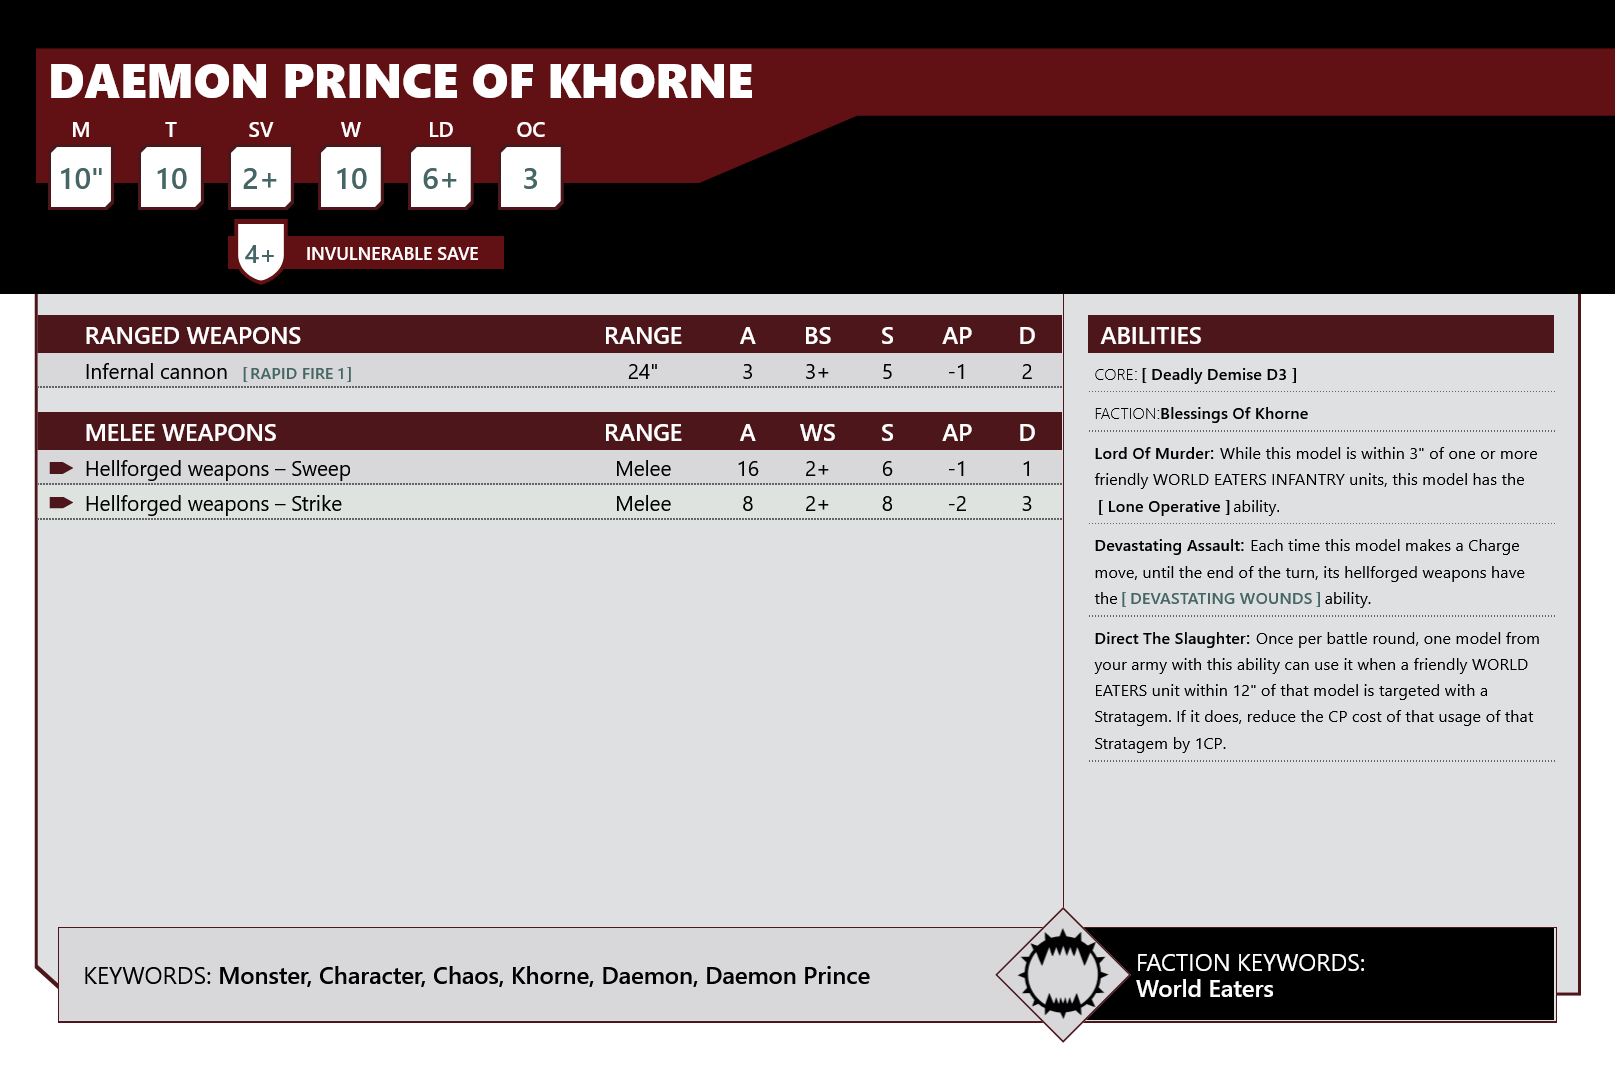 DAEMON PRINCE OF KHORNE
M T SV W LD OC
10" 10 2+ 10 6+ 3
4+ INVULNERABLE SAVE
RANGED WEAPONS RANGE A BS S AP D
Infernal cannon [ RAPID FIRE 1 ] 24" 3 3+ 5 -1 2
MELEE WEAPONS RANGE A WS S AP D
Hellforged weapons – Sweep Melee 16 2+ 6 -1 1
Hellforged weapons – Strike Melee 8 2+ 8 -2 3
ABILITIES
CORE: [ Deadly Demise D3 ]
FACTION:Blessings Of Khorne
Lord Of Murder: While this model is within 3" of one or more
friendly WORLD EATERS INFANTRY units, this model has the
[ Lone Operative ] ability.
Devastating Assault: Each time this model makes a Charge
move, until the end of the turn, its hellforged weapons have
the [ DEVASTATING WOUNDS ] ability.
Direct The Slaughter: Once per battle round, one model from
your army with this ability can use it when a friendly WORLD
EATERS unit within 12" of that model is targeted with a
Stratagem. If it does, reduce the CP cost of that usage of that
Stratagem by 1CP.
KEYWORDS: Monster, Character, Chaos, Khorne, Daemon, Daemon Prince
FACTION KEYWORDS:
World Eaters